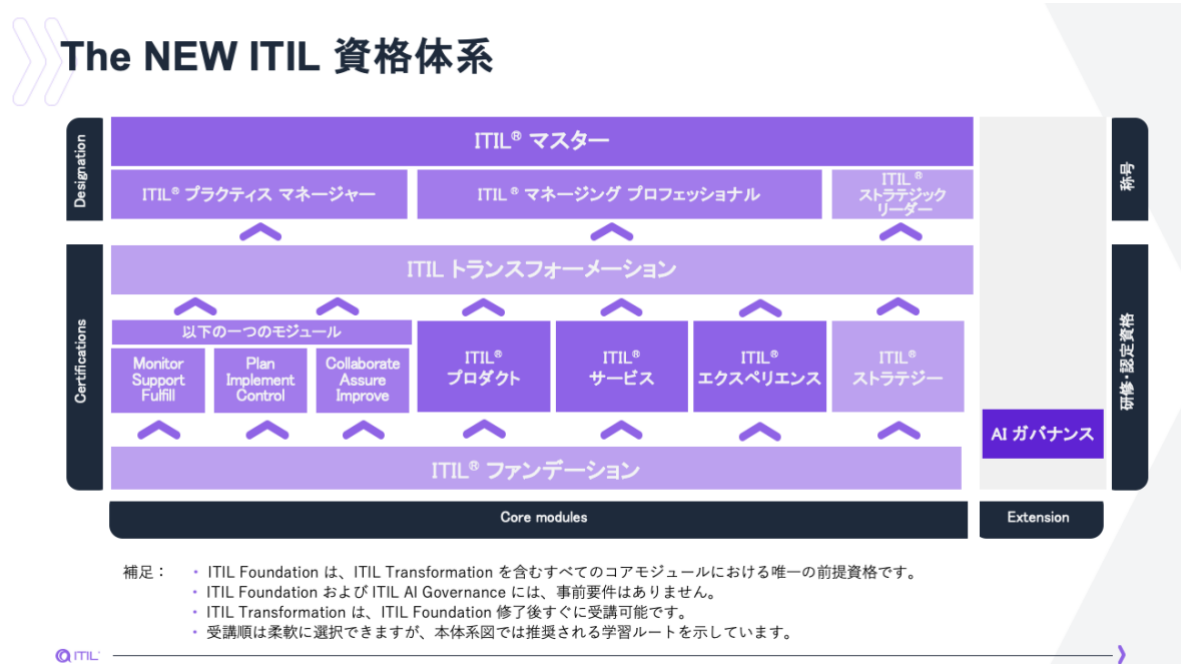 The NEW ITIL 資格体系
Designation
ITIL® マスター
ITIL® プラクティス マネージャー
ITIL® マネージング プロフェッショナル
ITIL®
ストラテジック
リーダー
称号
Certifications
ITIL トランスフォーメーション
以下の一つのモジュール
Monitor
Support
Fulfill
Plan
Implement
Control
Collaborate
Assure
Improve
ITIL®
プロダクト
ITIL®
サービス
ITIL®
エクスペリエンス
ITIL®
ストラテジー
ITIL® ファンデーション
AI ガバナンス
研修・認定資格
Core modules
Extension
補足：
・ ITIL Foundation は、ITIL Transformation を含むすべてのコアモジュールにおける唯一の前提資格です。
・ ITIL Foundation および ITIL AI Governance には、事前要件はありません。
・ ITIL Transformation は、ITIL Foundation 修了後すぐに受講可能です。
・ 受講順は柔軟に選択できますが、本体系図では推奨される学習ルートを示しています。
ITIL